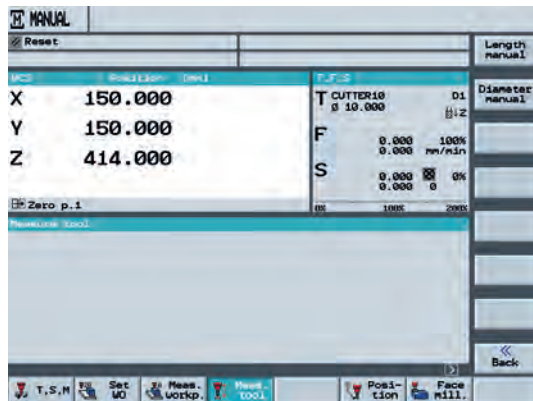 M MANUAL
Reset
Length manual
WCS Position [mm]
T,F,S
X 150.000
T CUTTER10 D1
Ø 10.000 Z
Diameter manual
Y 150.000
F 0.000 100%
0.000 mm/min
Z 414.000
S 0.000 0%
0.000 0
Zero p.1
0% 100% 200%
Measure tool
Back
T,S,M
Set WO
Meas. workp.
Meas. tool
Posi- tion
Face mill.